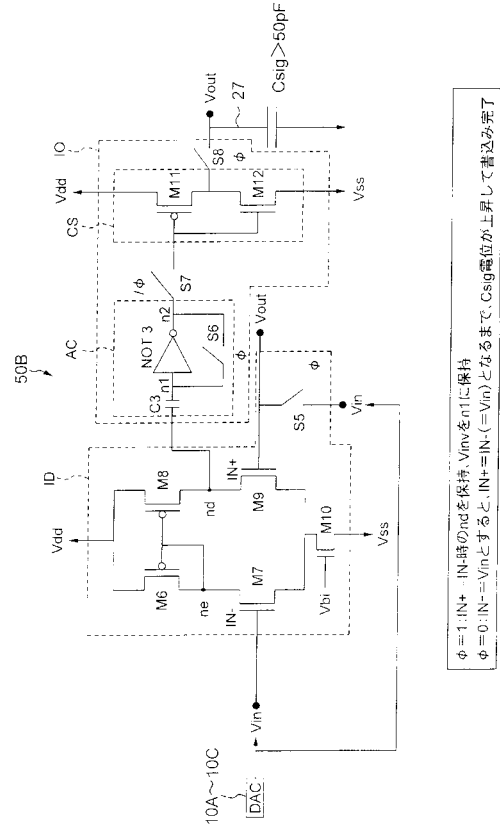 50B
ID
Vdd
M6
M8
ne
nd
IN-
M7
IN+
M9
M10
Vbi
Vss
Vin
10A～10C
DAC
AC
C3
n1
NOT 3
n2
S6
φ
/φ
S7
IO
CS
Vdd
M11
M12
Vss
S8
φ
Vout
27
Csig>50pF
Vout
φ
S5
Vin
φ=1:IN+ IN-時のndを保持、Vinvをn1に保持
φ=0:IN-=Vinとすると、IN+=IN-(=Vin)となるまで、Csig電位が上昇して書込み完了